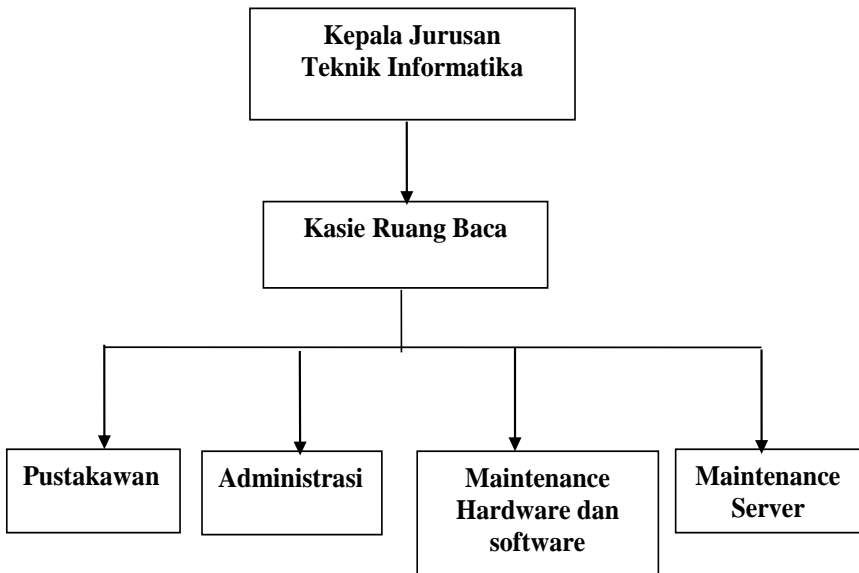 Kepala Jurusan
Teknik Informatika
Kasie Ruang Baca
Pustakawan
Administrasi
Maintenance
Hardware dan
software
Maintenance
Server